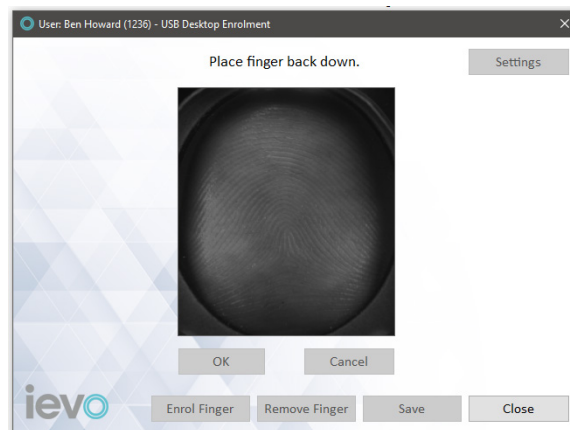 User: Ben Howard (1236) - USB Desktop Enrolment
Place finger back down.
Settings
OK Cancel
ievo
Enrol Finger Remove Finger Save Close